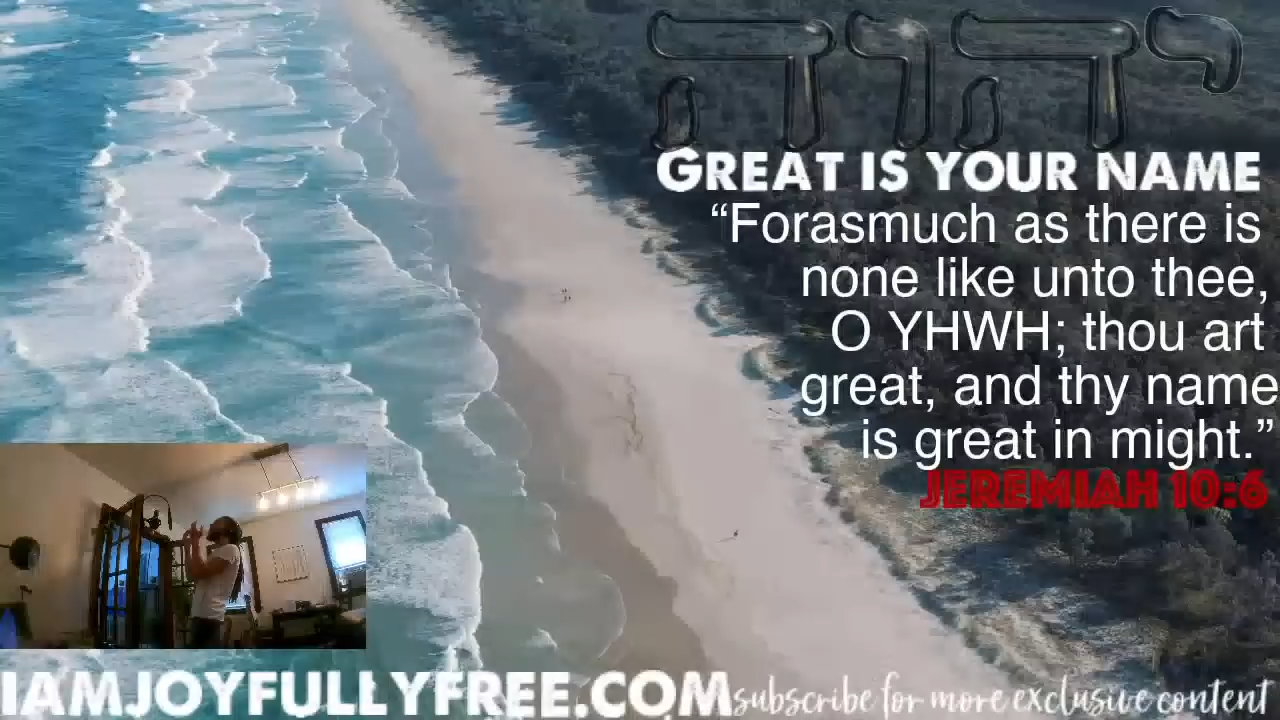 יהוה
GREAT IS YOUR NAME
“Forasmuch as there is
none like unto thee,
O YHWH; thou art
great, and thy name
is great in might.”
JEREMIAH 10:6
IAMJOYFULLYFREE.COM subscribe for more exclusive content